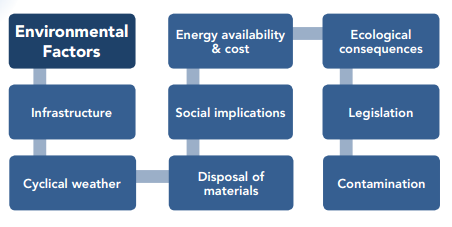 Environmental
Factors
Infrastructure
Cyclical weather
Disposal of
materials
Social implications
Energy availability
& cost
Ecological
consequences
Legislation
Contamination